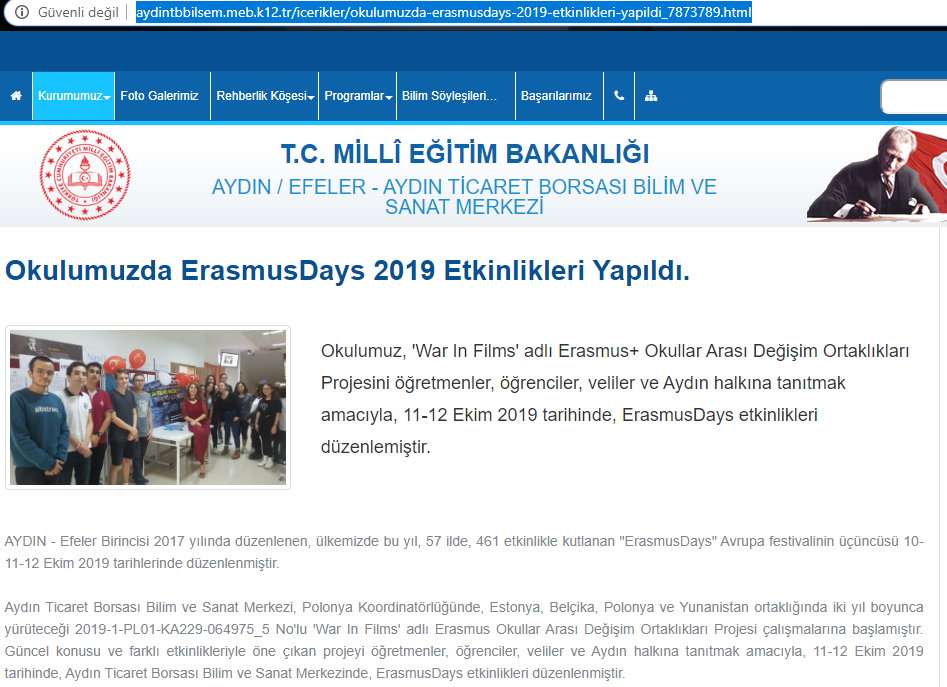 Güvenli değil
aydintbbilsem.meb.k12.tr/icerikler/okulumuzda-erasmusdays-2019-etkinlikleri-yapildi_7873789.html
Kurumumuz Foto Galerimiz Rehberlik Köşesi Programlar Bilim Söyleşileri... Başarılarımız
T.C. MİLLÎ EĞİTİM BAKANLIĞI
AYDIN / EFELER - AYDIN TİCARET BORSASI BİLİM VE
SANAT MERKEZİ
Okulumuzda ErasmusDays 2019 Etkinlikleri Yapıldı.
Okulumuz, 'War In Films' adlı Erasmus+ Okullar Arası Değişim Ortaklıkları
Projesini öğretmenler, öğrenciler, veliler ve Aydın halkına tanıtmak
amacıyla, 11-12 Ekim 2019 tarihinde, ErasmusDays etkinlikleri
düzenlemiştir.
AYDIN - Efeler Birincisi 2017 yılında düzenlenen, ülkemizde bu yıl, 57 ilde, 461 etkinlikle kutlanan "ErasmusDays" Avrupa festivalinin üçüncüsü 10-
11-12 Ekim 2019 tarihlerinde düzenlenmiştir.
Aydın Ticaret Borsası Bilim ve Sanat Merkezi, Polonya Koordinatörlüğünde, Estonya, Belçika, Polonya ve Yunanistan ortaklığında iki yıl boyunca
yürüteceği 2019-1-PL01-KA229-064975_5 No'lu 'War In Films' adlı Erasmus Okullar Arası Değişim Ortaklıkları Projesi çalışmalarına başlamıştır.
Güncel konusu ve farklı etkinlikleriyle öne çıkan projeyi öğretmenler, öğrenciler, veliler ve Aydın halkına tanıtmak amacıyla, 11-12 Ekim 2019
tarihinde, Aydın Ticaret Borsası Bilim ve Sanat Merkezinde, ErasmusDays etkinlikleri düzenlenmiştir.